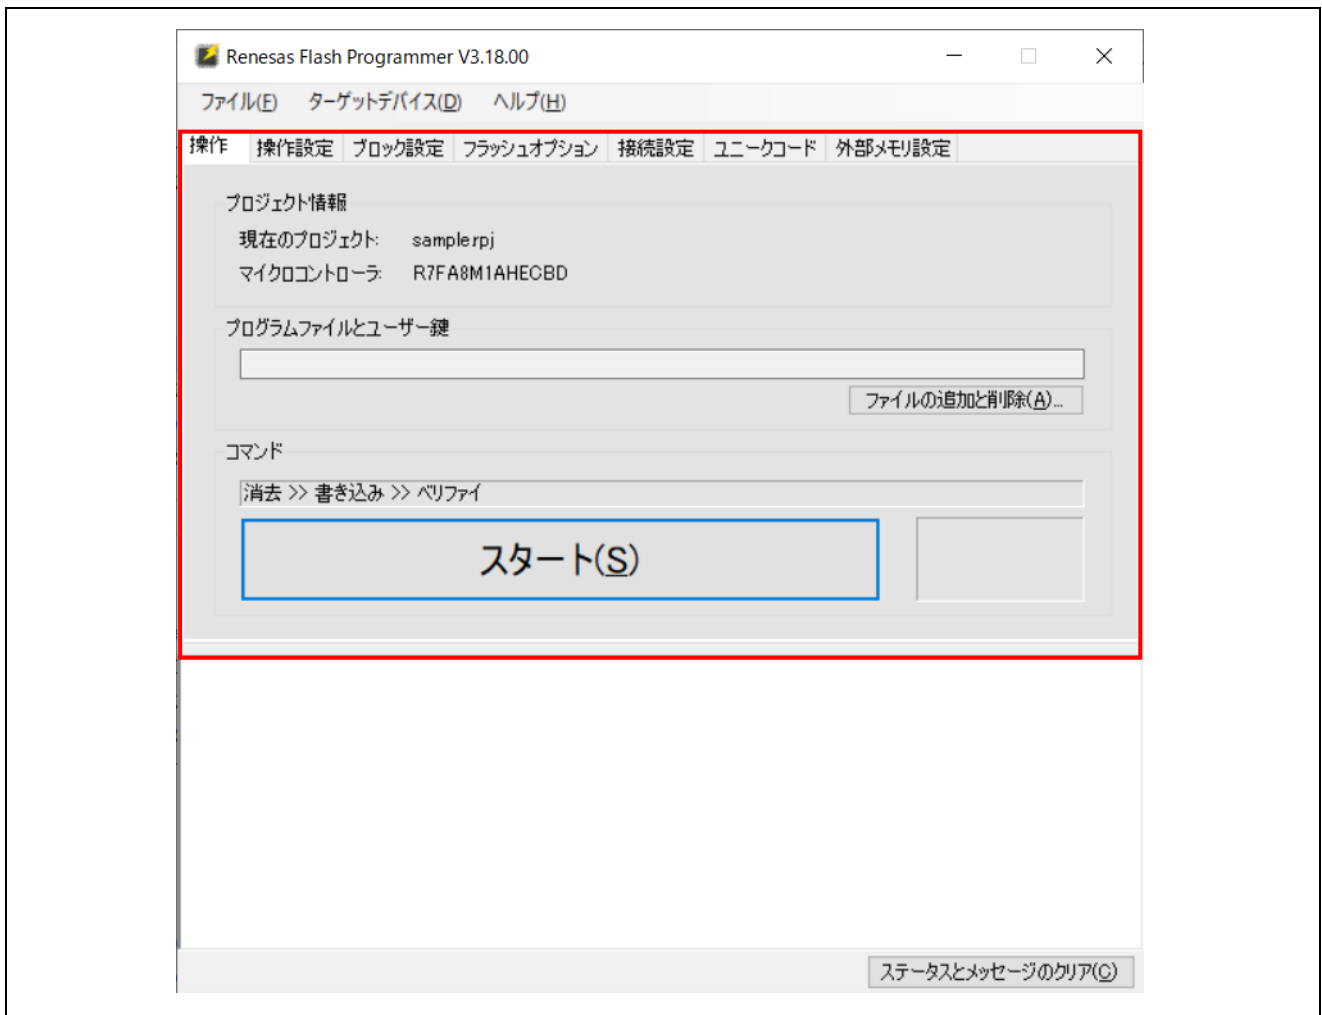 Renesas Flash Programmer V3.18.00
ファイル(F) ターゲットデバイス(D) ヘルプ(H)
操作 操作設定 ブロック設定 フラッシュオプション 接続設定 ユニークコード 外部メモリ設定
プロジェクト情報
現在のプロジェクト: sample.rpj
マイクロコントローラ: R7FA8M1AHECBD
プログラムファイルとユーザー鍵
ファイルの追加と削除(A)...
コマンド
消去 >> 書き込み >> ベリファイ
スタート(S)
ステータスとメッセージのクリア(C)